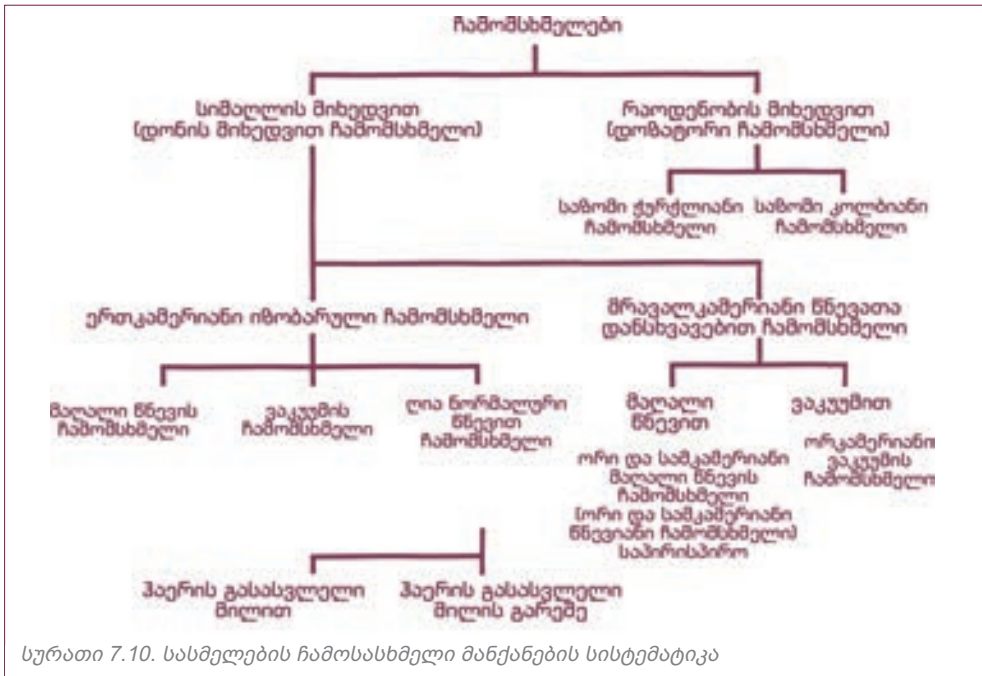 ჩამომსხმელები
სიმაღლის მიხედვით
(დონის მიხედვით ჩამომსხმელი)
რაოდენობის მიხედვით
(დოზატორი ჩამომსხმელი)
საზომი ჭურჭლიანი
ჩამომსხმელი
საზომი კოლბიანი
ჩამომსხმელი
ერთკამერიანი იზობარული ჩამომსხმელი
მრავალკამერიანი წნევათა
დანსხვავებით ჩამომსხმელი
მაღალი წნევის
ჩამომსხმელი
ვაკუუმის
ჩამომსხმელი
ღია ნორმალური
წნევით
ჩამომსხმელი
მაღალი
წნევით
ორი და სამკამერიანი
მაღალი წნევის
ჩამომსხმელი
(ორი და სამკამერიანი
წნევიანი ჩამომსხმელი)
საპირისპირო
ვაკუუმით
ორკამერიანი
ვაკუუმის
ჩამომსხმელი
ჰაერის გასასვლელი
მილით
ჰაერის გასასვლელი
მილის გარეშე
სურათი 7.10. სასმელების ჩამოსასხმელი მანქანების სისტემატიკა